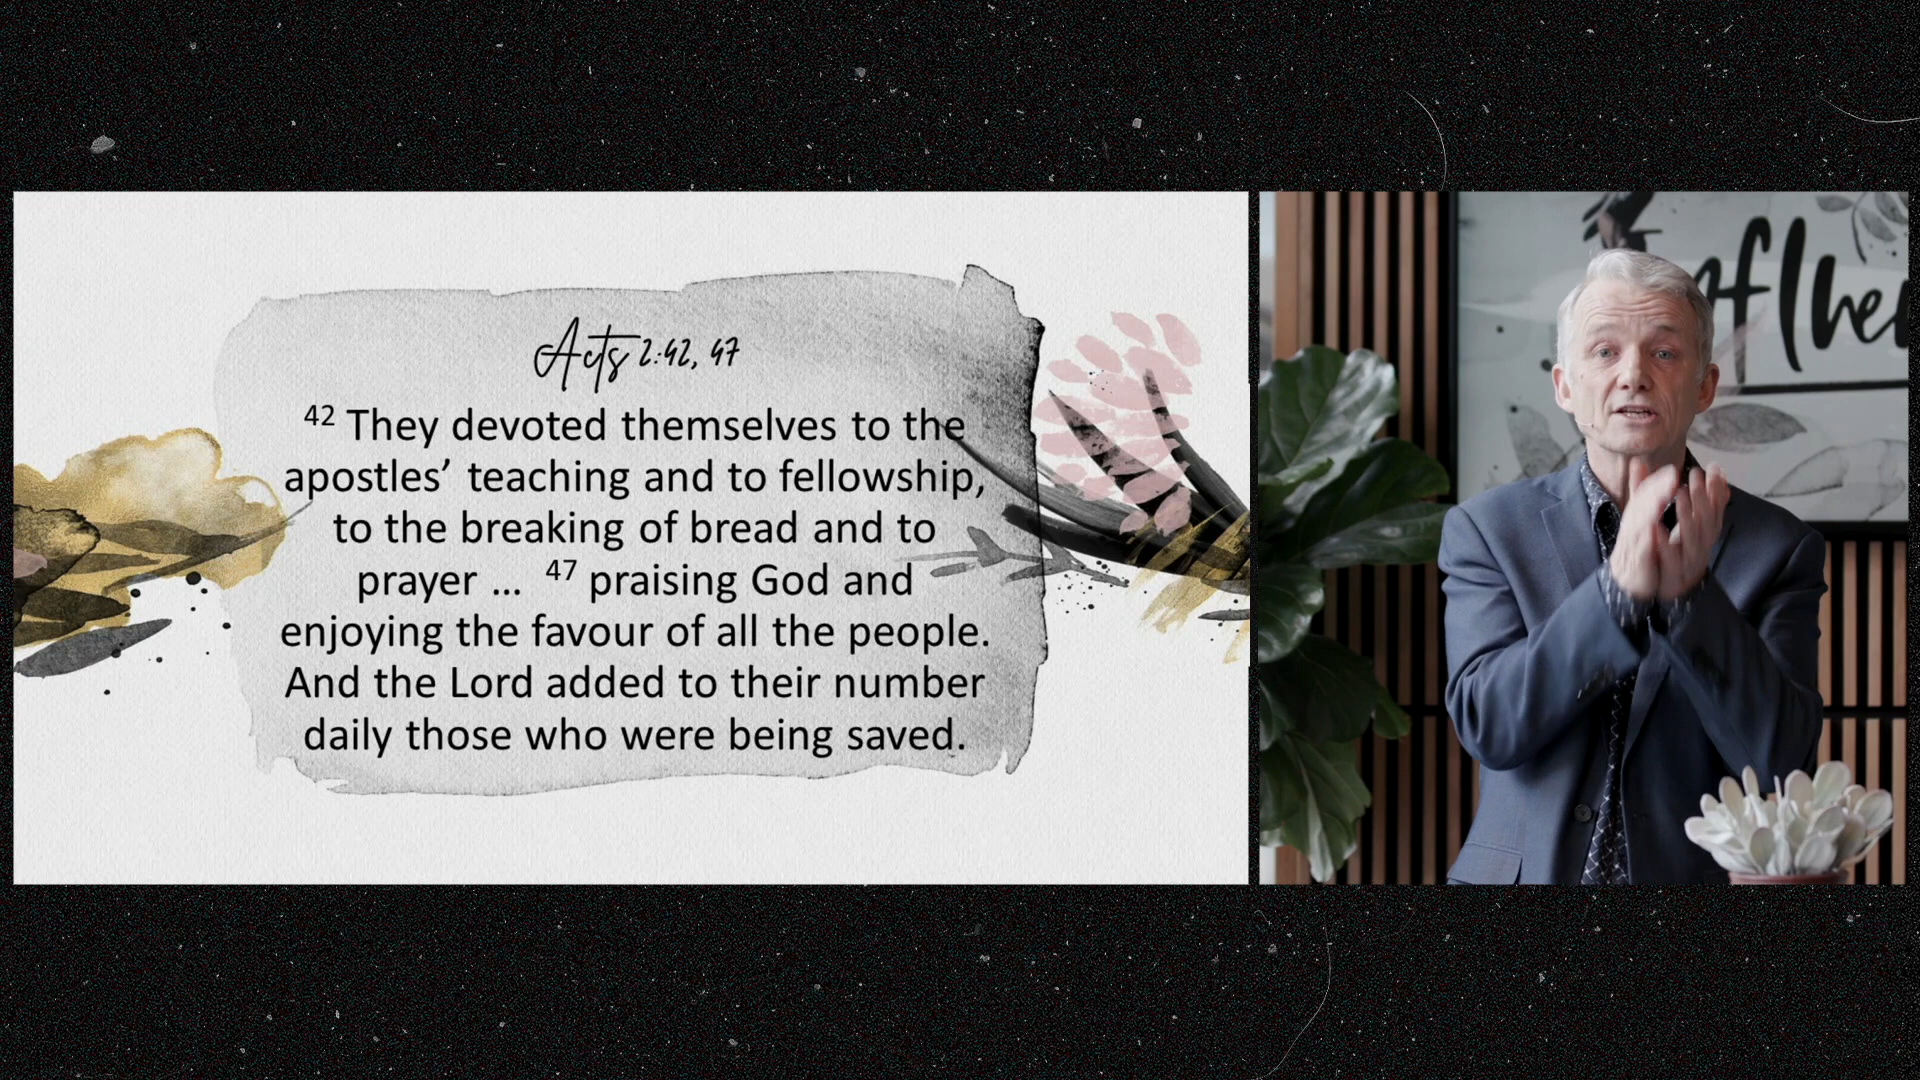 Acts 2:42, 47
42 They devoted themselves to the
apostles’ teaching and to fellowship,
to the breaking of bread and to
prayer ... 47 praising God and
enjoying the favour of all the people.
And the Lord added to their number
daily those who were being saved.